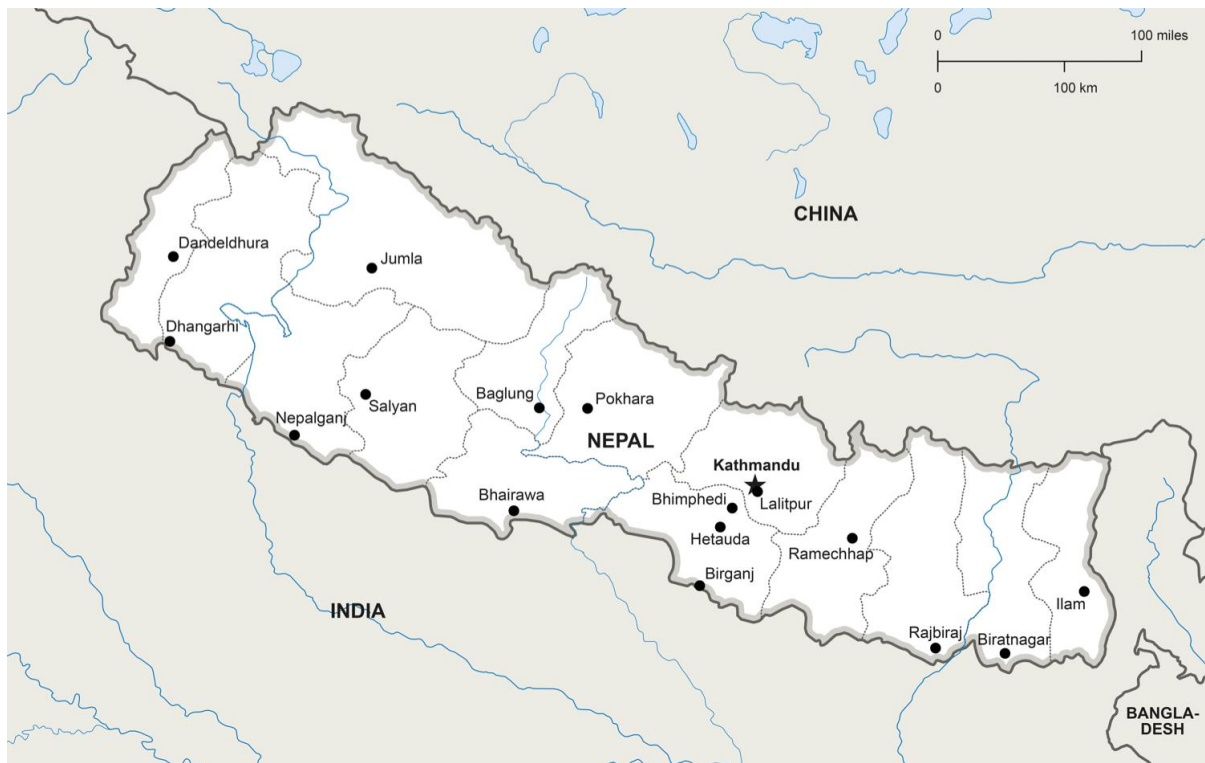 0 100 miles
0 100 km
CHINA
Dandeldhura
Jumla
Dhangarhi
Baglung
Pokhara
Salyan
Nepalganj
NEPAL
Kathmandu
Bhairawa
Bhimphedi
Lalitpur
Hetauda
Ramechhap
Birganj
Ilam
INDIA
Rajbiraj
Biratnagar
BANGLA-
DESH